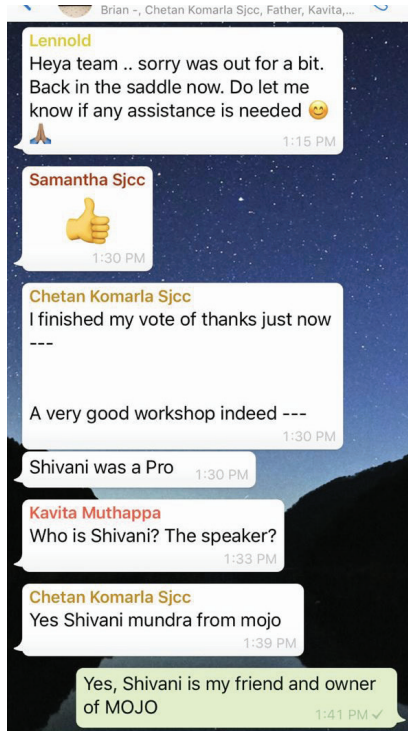 Brian -, Chetan Komarla Sjcc, Father, Kavita,...
Lennold
Heya team .. sorry was out for a bit.
Back in the saddle now. Do let me
know if any assistance is needed 😊
🙏🏽
1:15 PM
Samantha Sjcc
👍
1:30 PM
Chetan Komarla Sjcc
I finished my vote of thanks just now
---
A very good workshop indeed ---
1:30 PM
Shivani was a Pro 1:30 PM
Kavita Muthappa
Who is Shivani? The speaker?
1:33 PM
Chetan Komarla Sjcc
Yes Shivani mundra from mojo
1:39 PM
Yes, Shivani is my friend and owner
of MOJO 1:41 PM ✓